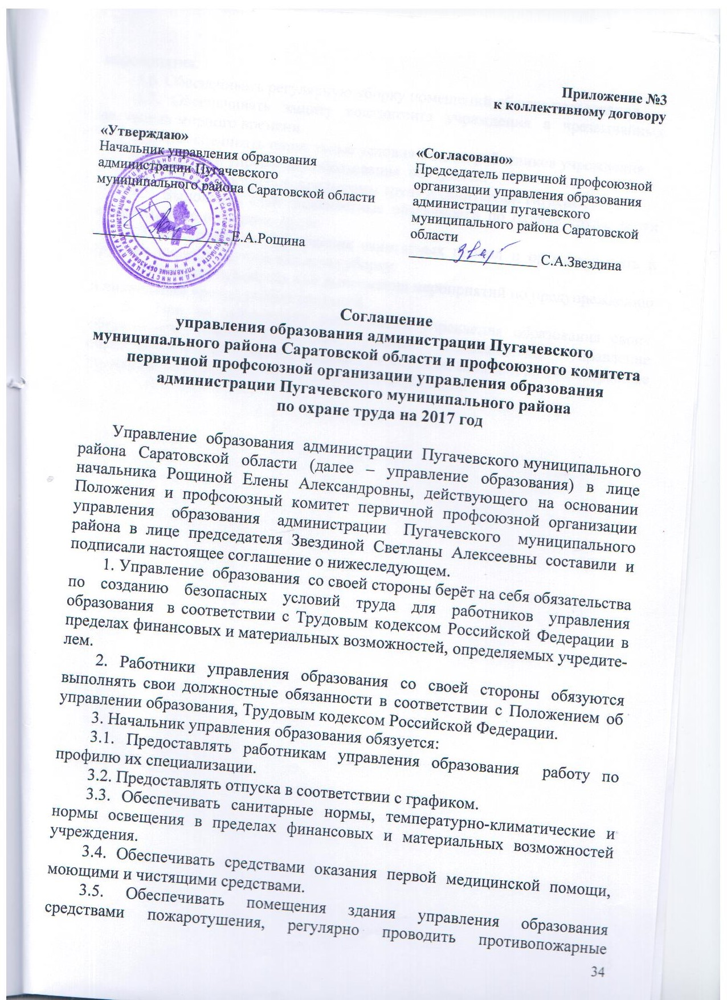 Приложение №3
к коллективному договору
«Утверждаю»
Начальник управления образования
администрации Пугачевского
муниципального района Саратовской области
Е.А.Рощина
«Согласовано»
Председатель первичной профсоюзной
организации управления образования
администрации пугачевского
муниципального района Саратовской
области
С.А.Звездина
Соглашение
управления образования администрации Пугачевского
муниципального района Саратовской области и профсоюзного комитета
первичной профсоюзной организации управления образования
администрации Пугачевского муниципального района
по охране труда на 2017 год
Управление образования администрации Пугачевского муниципального
района Саратовской области (далее – управление образования) в лице
начальника Рощиной Елены Александровны, действующего на основании
Положения и профсоюзный комитет первичной профсоюзной организации
управления образования администрации Пугачевского муниципального
района в лице председателя Звездиной Светланы Алексеевны составили и
подписали настоящее соглашение о нижеследующем.
1. Управление образования со своей стороны берёт на себя обязательства
по созданию безопасных условий труда для работников управления
образования в соответствии с Трудовым кодексом Российской Федерации в
пределах финансовых и материальных возможностей, определяемых учредите-
лем.
2. Работники управления образования со своей стороны обязуются
выполнять свои должностные обязанности в соответствии с Положением об
управлении образования, Трудовым кодексом Российской Федерации.
3. Начальник управления образования обязуется:
3.1. Предоставлять работникам управления образования работу по
профилю их специализации.
3.2. Предоставлять отпуска в соответствии с графиком.
3.3. Обеспечивать санитарные нормы, температурно-климатические и
нормы освещения в пределах финансовых и материальных возможностей
учреждения.
3.4. Обеспечивать средствами оказания первой медицинской помощи,
моющими и чистящими средствами.
3.5. Обеспечивать помещения здания управления образования
средствами пожаротушения, регулярно проводить противопожарные
34